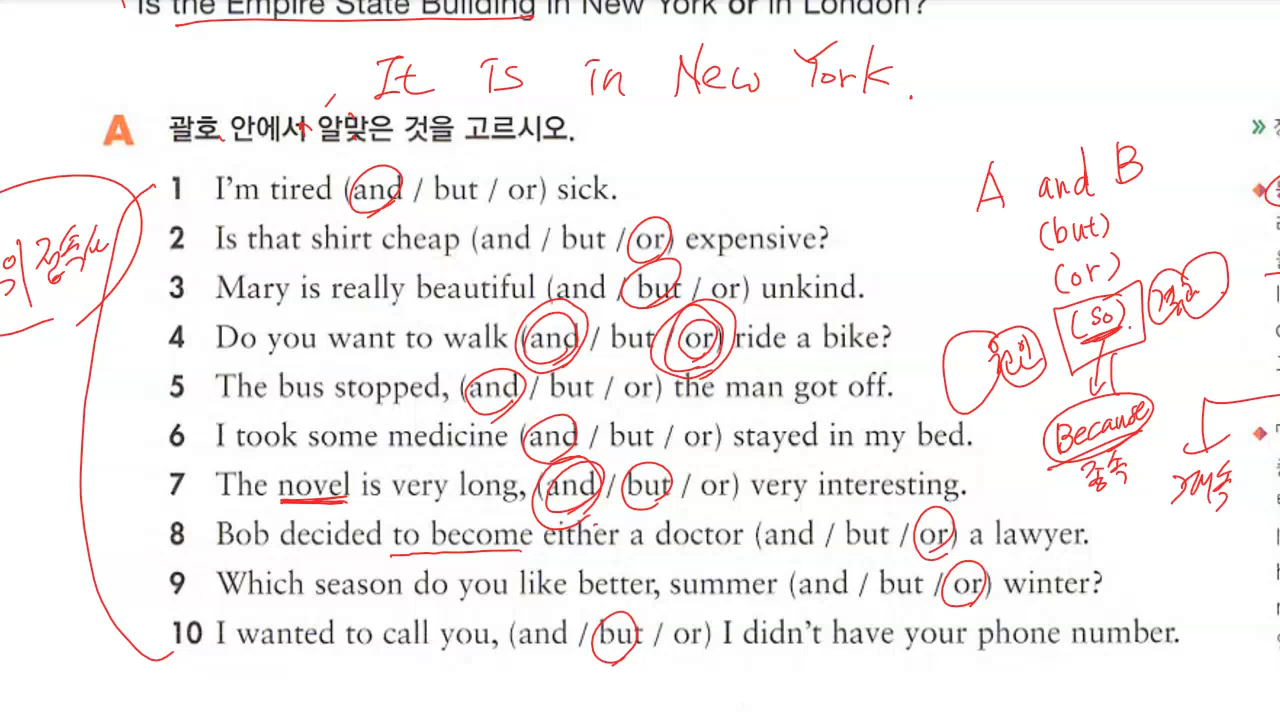 Is the Empire State Building in New York or in London?
It is in New York.
A 괄호 안에서 알맞은 것을 고르시오.
1 I'm tired (and / but / or) sick.
2 Is that shirt cheap (and / but / or) expensive?
3 Mary is really beautiful (and / but / or) unkind.
4 Do you want to walk (and / but / or) ride a bike?
5 The bus stopped, (and / but / or) the man got off.
6 I took some medicine (and / but / or) stayed in my bed.
7 The novel is very long, (and / but / or) very interesting.
8 Bob decided to become either a doctor (and / but / or) a lawyer.
9 Which season do you like better, summer (and / but / or) winter?
10 I wanted to call you, (and / but / or) I didn't have your phone number.
위 접속사
A and B
(but)
(or)
(so)
원인
결과
Because
종속